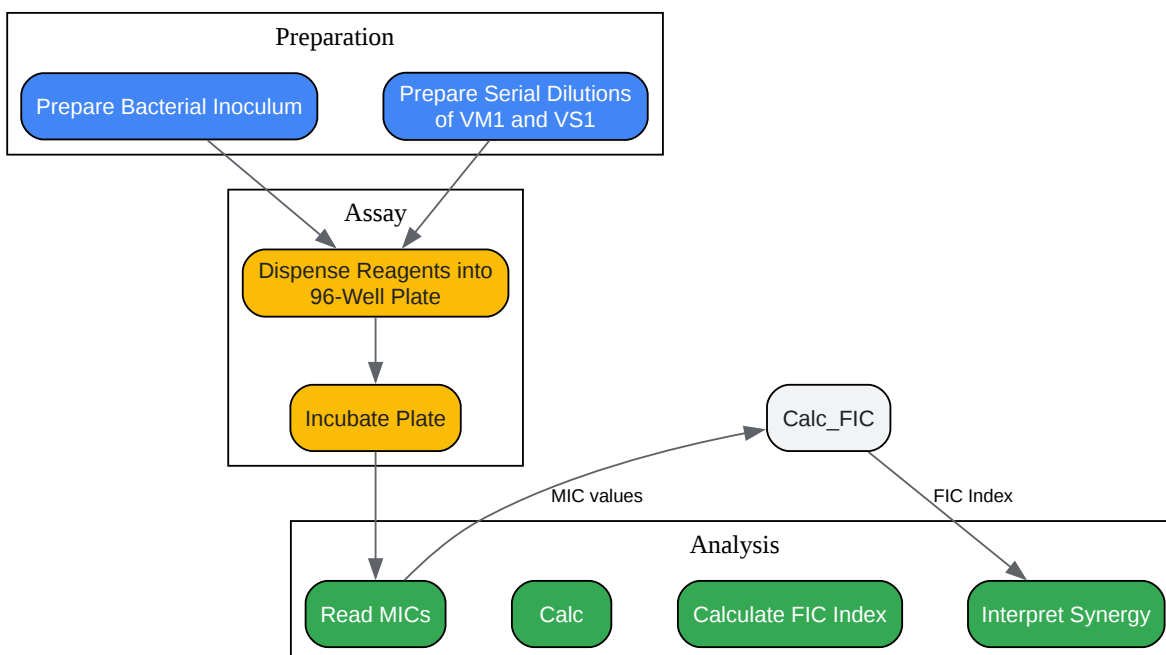 Preparation
Prepare Bacterial Inoculum
Prepare Serial Dilutions
of VM1 and VS1
Assay
Dispense Reagents into
96-Well Plate
Incubate Plate
Calc_FIC
MIC values
FIC Index
Analysis
Read MICs
Calc
Calculate FIC Index
Interpret Synergy